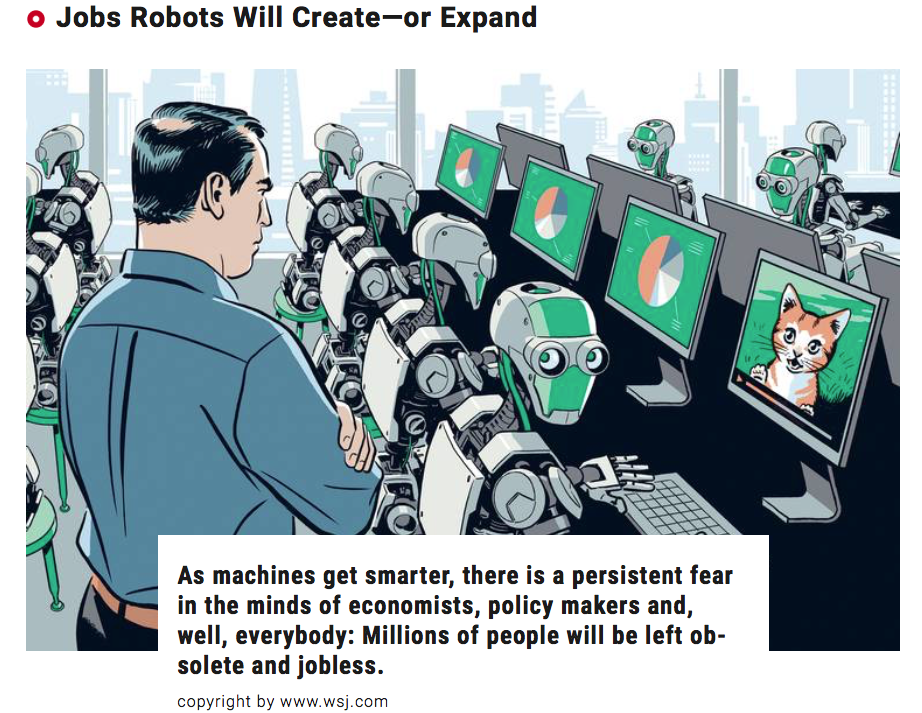 Jobs Robots Will Create—or Expand
As machines get smarter, there is a persistent fear
in the minds of economists, policy makers and,
well, everybody: Millions of people will be left ob-
solete and jobless.
copyright by www.wsj.com